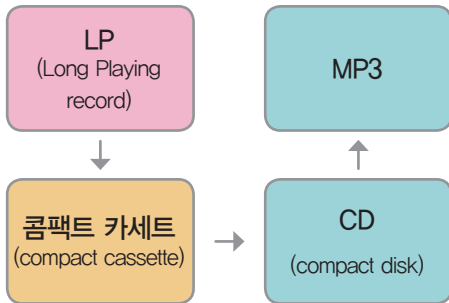 LP
(Long Playing
record)
콤팩트 카세트
(compact cassette)
CD
(compact disk)
MP3